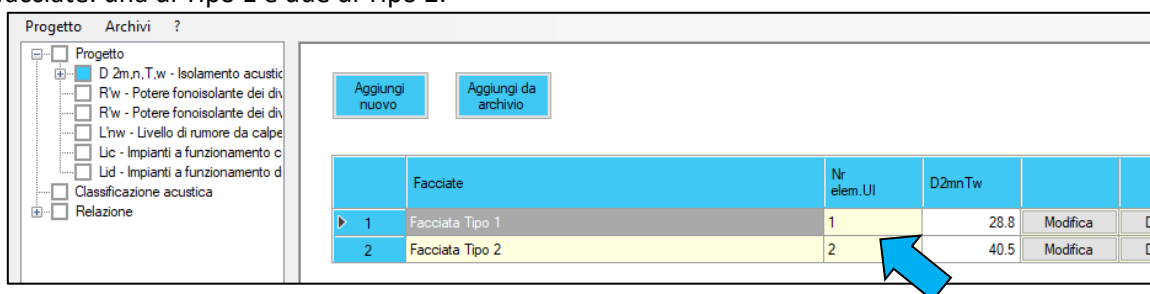 facciate: una di Tipo 1 e due di Tipo 2.
Progetto Archivi ?
Progetto
D 2m,n,T,w - Isolamento acustic
R'w - Potere fonoisolante dei div
R'w - Potere fonoisolante dei div
L'nw - Livello di rumore da calpe
Lic - Impianti a funzionamento c
Lid - Impianti a funzionamento d
Classificazione acustica
Relazione
Aggiungi nuovo
Aggiungi da archivio
Facciate Nr elem.UI D2mnTw
1 Facciata Tipo 1 1 28.8 Modifica D
2 Facciata Tipo 2 2 40.5 Modifica D